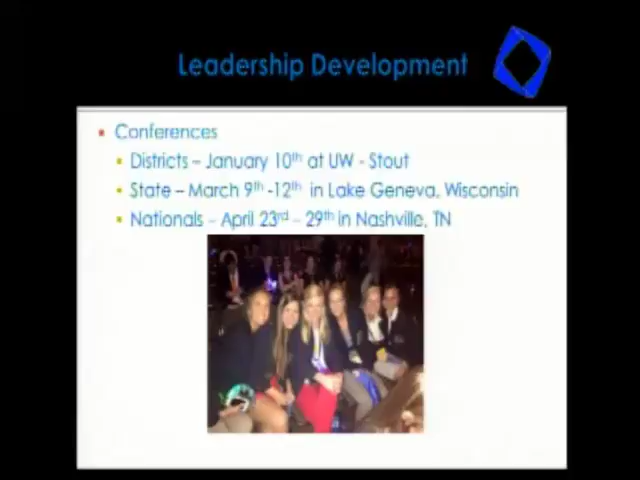 Leadership Development
Conferences
Districts – January 10th at UW - Stout
State – March 9th -12th in Lake Geneva, Wisconsin
Nationals – April 23rd – 29th in Nashville, TN